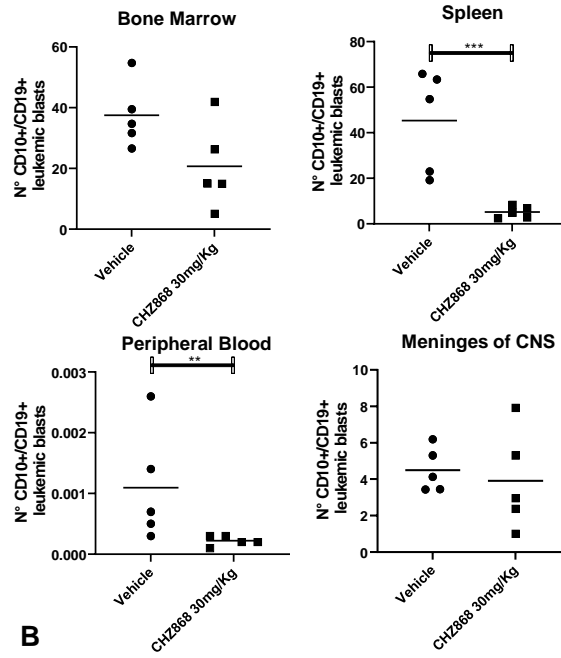 Bone Marrow
N° CD10+/CD19+
leukemic blasts
60
40
20
0
Vehicle
CHZ868 30mg/Kg
Spleen
***
N° CD10+/CD19+
leukemic blasts
80
60
40
20
0
Vehicle
CHZ868 30mg/Kg
Peripheral Blood
**
N° CD10+/CD19+
leukemic blasts
0.003
0.002
0.001
0.000
Vehicle
CHZ868 30mg/Kg
Meninges of CNS
N° CD10+/CD19+
leukemic blasts
10
8
6
4
2
0
Vehicle
CHZ868 30mg/Kg
B